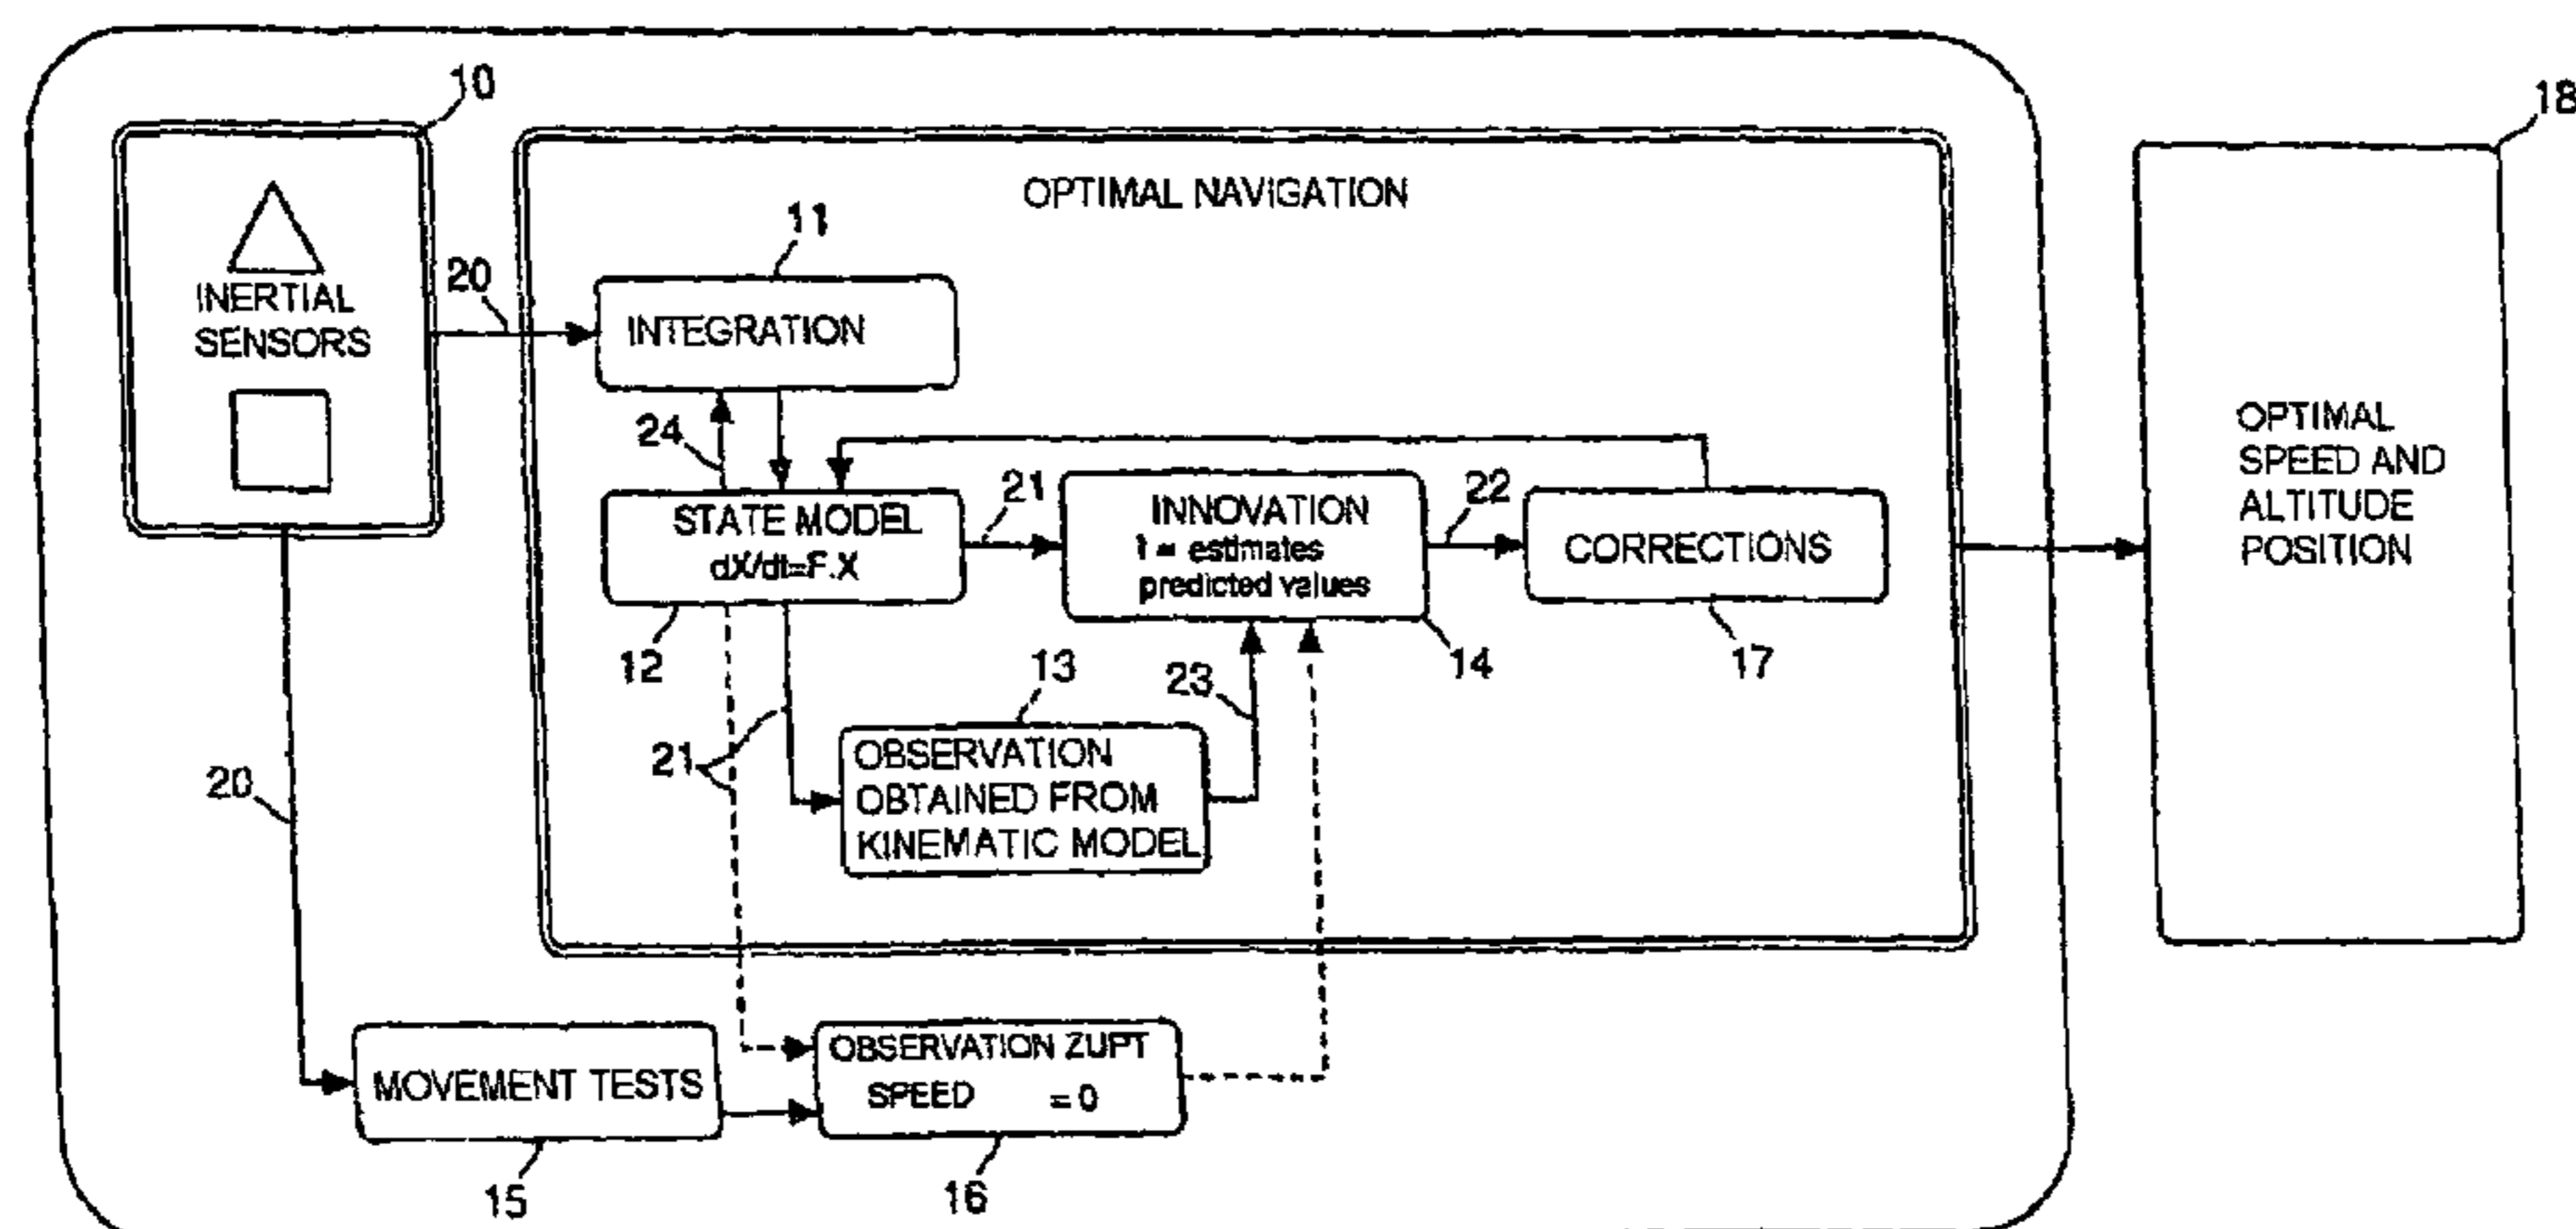 10
18
OPTIMAL NAVIGATION
11
20
INERTIAL
SENSORS
INTEGRATION
24
OPTIMAL
SPEED AND
ALTITUDE
POSITION
STATE MODEL
dX/dt=F.X
21
INNOVATION
1 = estimates
predicted values
22
CORRECTIONS
12
13
23
14
17
21
OBSERVATION
OBTAINED FROM
KINEMATIC MODEL
20
MOVEMENT TESTS
OBSERVATION ZUPT
SPEED = 0
15
16